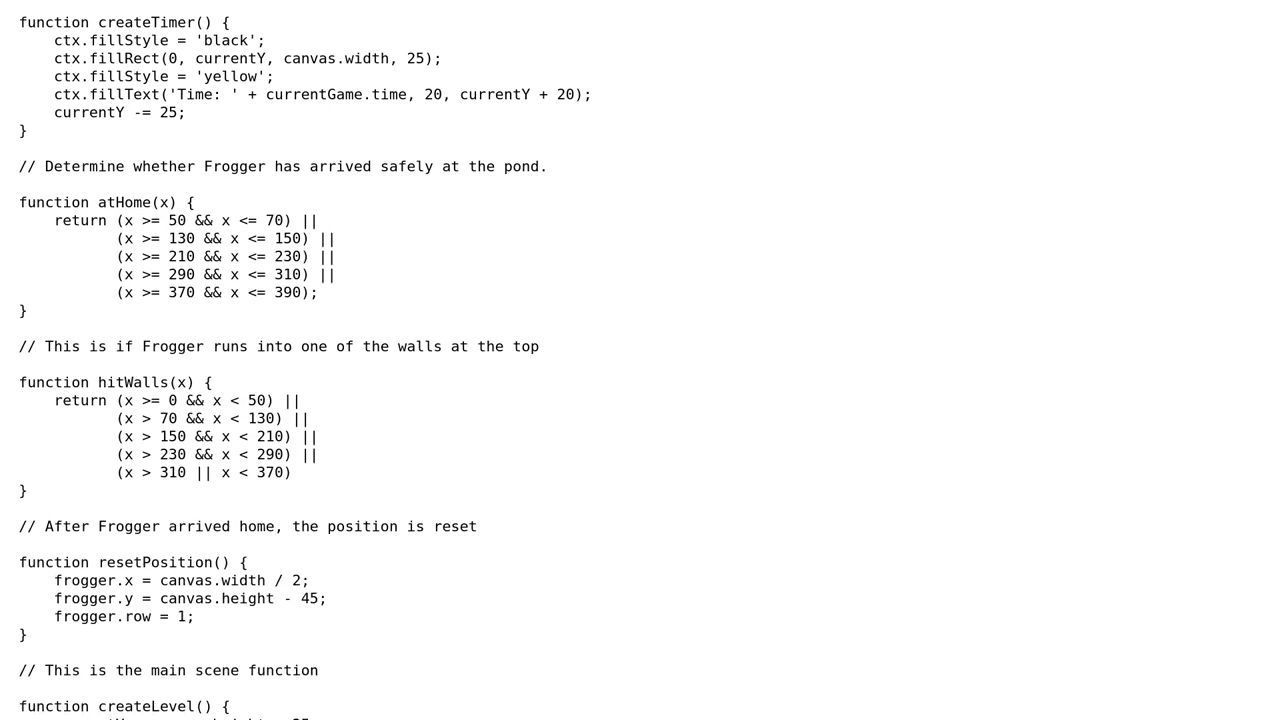 function createTimer() {
    ctx.fillStyle = 'black';
    ctx.fillRect(0, currentY, canvas.width, 25);
    ctx.fillStyle = 'yellow';
    ctx.fillText('Time: ' + currentGame.time, 20, currentY + 20);
    currentY -= 25;
}

// Determine whether Frogger has arrived safely at the pond.

function atHome(x) {
    return (x >= 50 && x <= 70) ||
           (x >= 130 && x <= 150) ||
           (x >= 210 && x <= 230) ||
           (x >= 290 && x <= 310) ||
           (x >= 370 && x <= 390);
}

// This is if Frogger runs into one of the walls at the top

function hitWalls(x) {
    return (x >= 0 && x < 50) ||
           (x > 70 && x < 130) ||
           (x > 150 && x < 210) ||
           (x > 230 && x < 290) ||
           (x > 310 || x < 370)
}

// After Frogger arrived home, the position is reset

function resetPosition() {
    frogger.x = canvas.width / 2;
    frogger.y = canvas.height - 45;
    frogger.row = 1;
}

// This is the main scene function

function createLevel() {